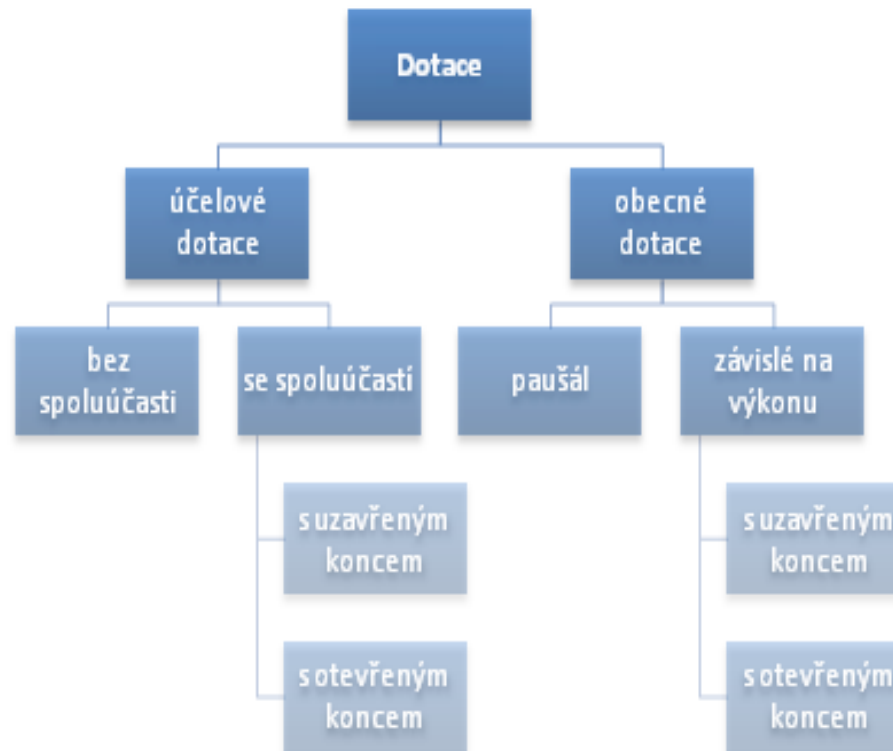 Dotace
účelové
dotace
obecné
dotace
bez
spoluúčasti
se spoluúčastí
paušál
závislé na
výkonu
s uzavřeným
koncem
s uzavřeným
koncem
s otevřeným
koncem
s otevřeným
koncem